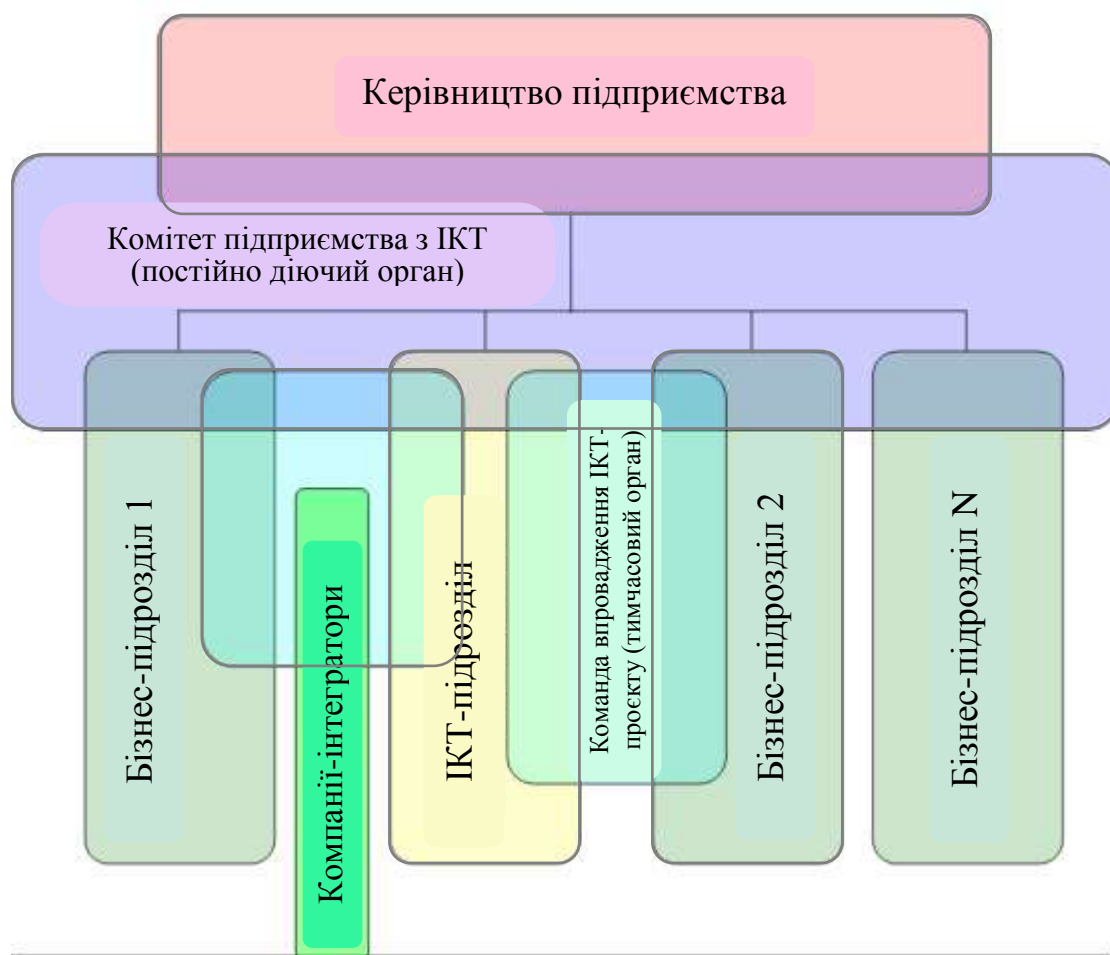 Керівництво підприємства
Комітет підприємства з ІКТ
(постійно діючий орган)
Бізнес-підрозділ 1
Компанії-інтегратори
ІКТ-підрозділ
Команда впровадження ІКТ-
проєкту (тимчасовий орган)
Бізнес-підрозділ 2
Бізнес-підрозділ N